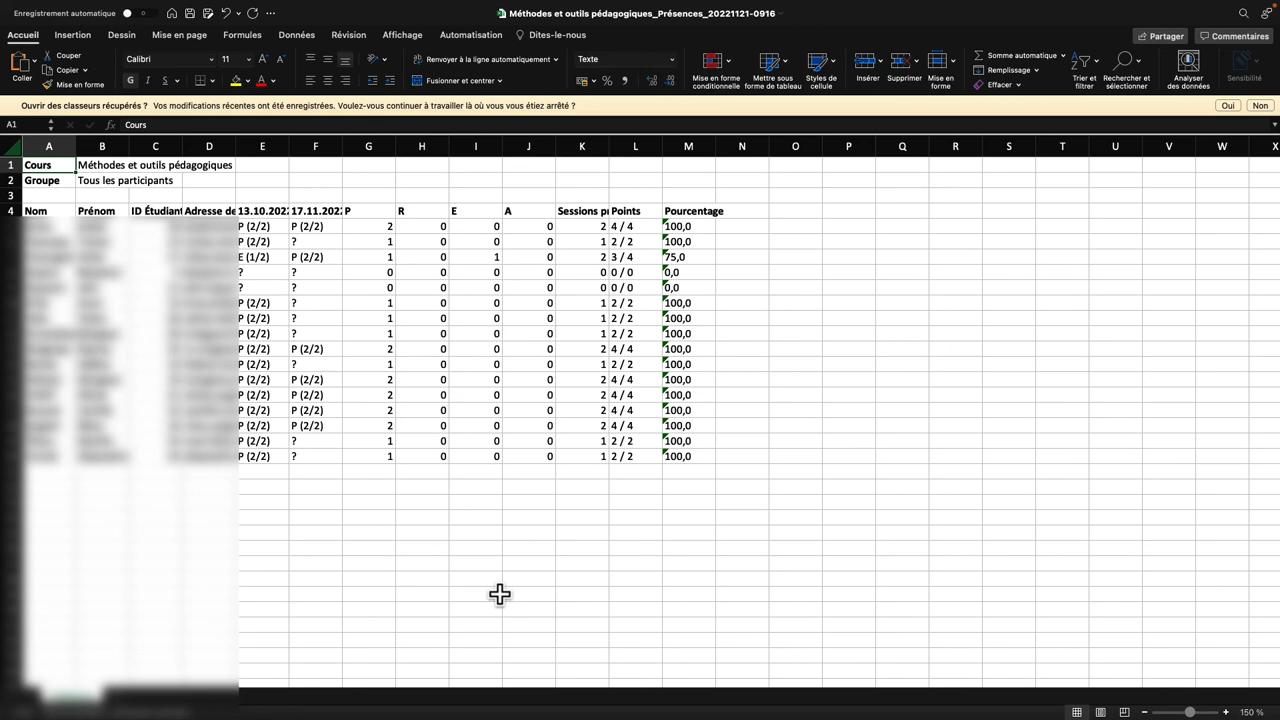 Enregistrement automatique
Méthodes et outils pédagogiques_Présences_20221121-0916
Accueil Insertion Dessin Mise en page Formules Données Révision Affichage Automatisation Dites-le-nous Partager Commentaires
Coller Couper Copier Mise en forme
Calibri 11
G I S
Renvoyer à la ligne automatiquement
Fusionner et centrer
Texte
Mise en forme conditionnelle
Mettre sous forme de tableau
Styles de cellule
Insérer Supprimer Mise en forme
Somme automatique
Remplissage
Effacer
Trier et filtrer
Rechercher et sélectionner
Analyser des données
Sensibilité
Ouvrir des classeurs récupérés ? Vos modifications récentes ont été enregistrées. Voulez-vous continuer à travailler là où vous vous étiez arrêté ? Oui Non
A1 fx Cours
A B C D E F G H I J K L M N O P Q R S T U V W X
1 Cours Méthodes et outils pédagogiques
2 Groupe Tous les participants
3
4 Nom Prénom ID Étudiant Adresse de 13.10.2022 17.11.2022 P R E A Sessions p Points Pourcentage
P (2/2) P (2/2) 2 0 0 0 2 4 / 4 100,0
P (2/2) ? 1 0 0 0 1 2 / 2 100,0
E (1/2) P (2/2) 1 0 1 0 2 3 / 4 75,0
? ? 0 0 0 0 0 0 / 0 0,0
? ? 0 0 0 0 0 0 / 0 0,0
P (2/2) ? 1 0 0 0 1 2 / 2 100,0
P (2/2) ? 1 0 0 0 1 2 / 2 100,0
P (2/2) ? 1 0 0 0 1 2 / 2 100,0
P (2/2) P (2/2) 2 0 0 0 2 4 / 4 100,0
P (2/2) ? 1 0 0 0 1 2 / 2 100,0
P (2/2) P (2/2) 2 0 0 0 2 4 / 4 100,0
P (2/2) P (2/2) 2 0 0 0 2 4 / 4 100,0
P (2/2) P (2/2) 2 0 0 0 2 4 / 4 100,0
P (2/2) P (2/2) 2 0 0 0 2 4 / 4 100,0
P (2/2) ? 1 0 0 0 1 2 / 2 100,0
P (2/2) ? 1 0 0 0 1 2 / 2 100,0
150 %